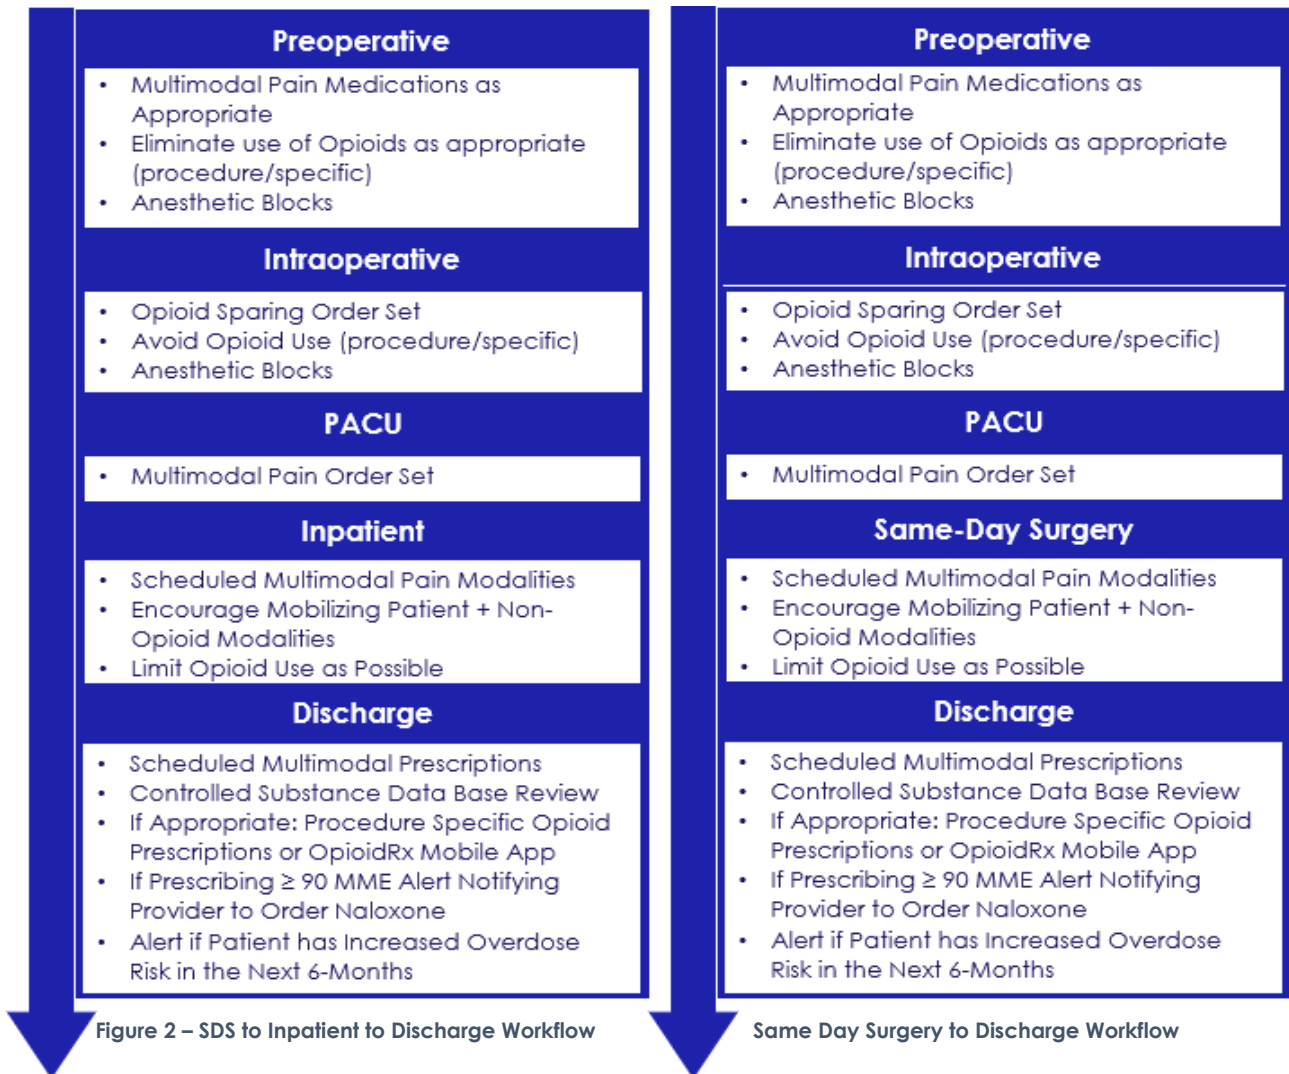 Preoperative
• Multimodal Pain Medications as
Appropriate
• Eliminate use of Opioids as appropriate
(procedure/specific)
• Anesthetic Blocks
Intraoperative
• Opioid Sparing Order Set
• Avoid Opioid Use (procedure/specific)
• Anesthetic Blocks
PACU
• Multimodal Pain Order Set
Inpatient
• Scheduled Multimodal Pain Modalities
• Encourage Mobilizing Patient + Non-
Opioid Modalities
• Limit Opioid Use as Possible
Discharge
• Scheduled Multimodal Prescriptions
• Controlled Substance Data Base Review
• If Appropriate: Procedure Specific Opioid
Prescriptions or OpioidRx Mobile App
• If Prescribing ≥ 90 MME Alert Notifying
Provider to Order Naloxone
• Alert if Patient has Increased Overdose
Risk in the Next 6-Months
Figure 2 – SDS to Inpatient to Discharge Workflow
Preoperative
• Multimodal Pain Medications as
Appropriate
• Eliminate use of Opioids as appropriate
(procedure/specific)
• Anesthetic Blocks
Intraoperative
• Opioid Sparing Order Set
• Avoid Opioid Use (procedure/specific)
• Anesthetic Blocks
PACU
• Multimodal Pain Order Set
Same-Day Surgery
• Scheduled Multimodal Pain Modalities
• Encourage Mobilizing Patient + Non-
Opioid Modalities
• Limit Opioid Use as Possible
Discharge
• Scheduled Multimodal Prescriptions
• Controlled Substance Data Base Review
• If Appropriate: Procedure Specific Opioid
Prescriptions or OpioidRx Mobile App
• If Prescribing ≥ 90 MME Alert Notifying
Provider to Order Naloxone
• Alert if Patient has Increased Overdose
Risk in the Next 6-Months
Same Day Surgery to Discharge Workflow